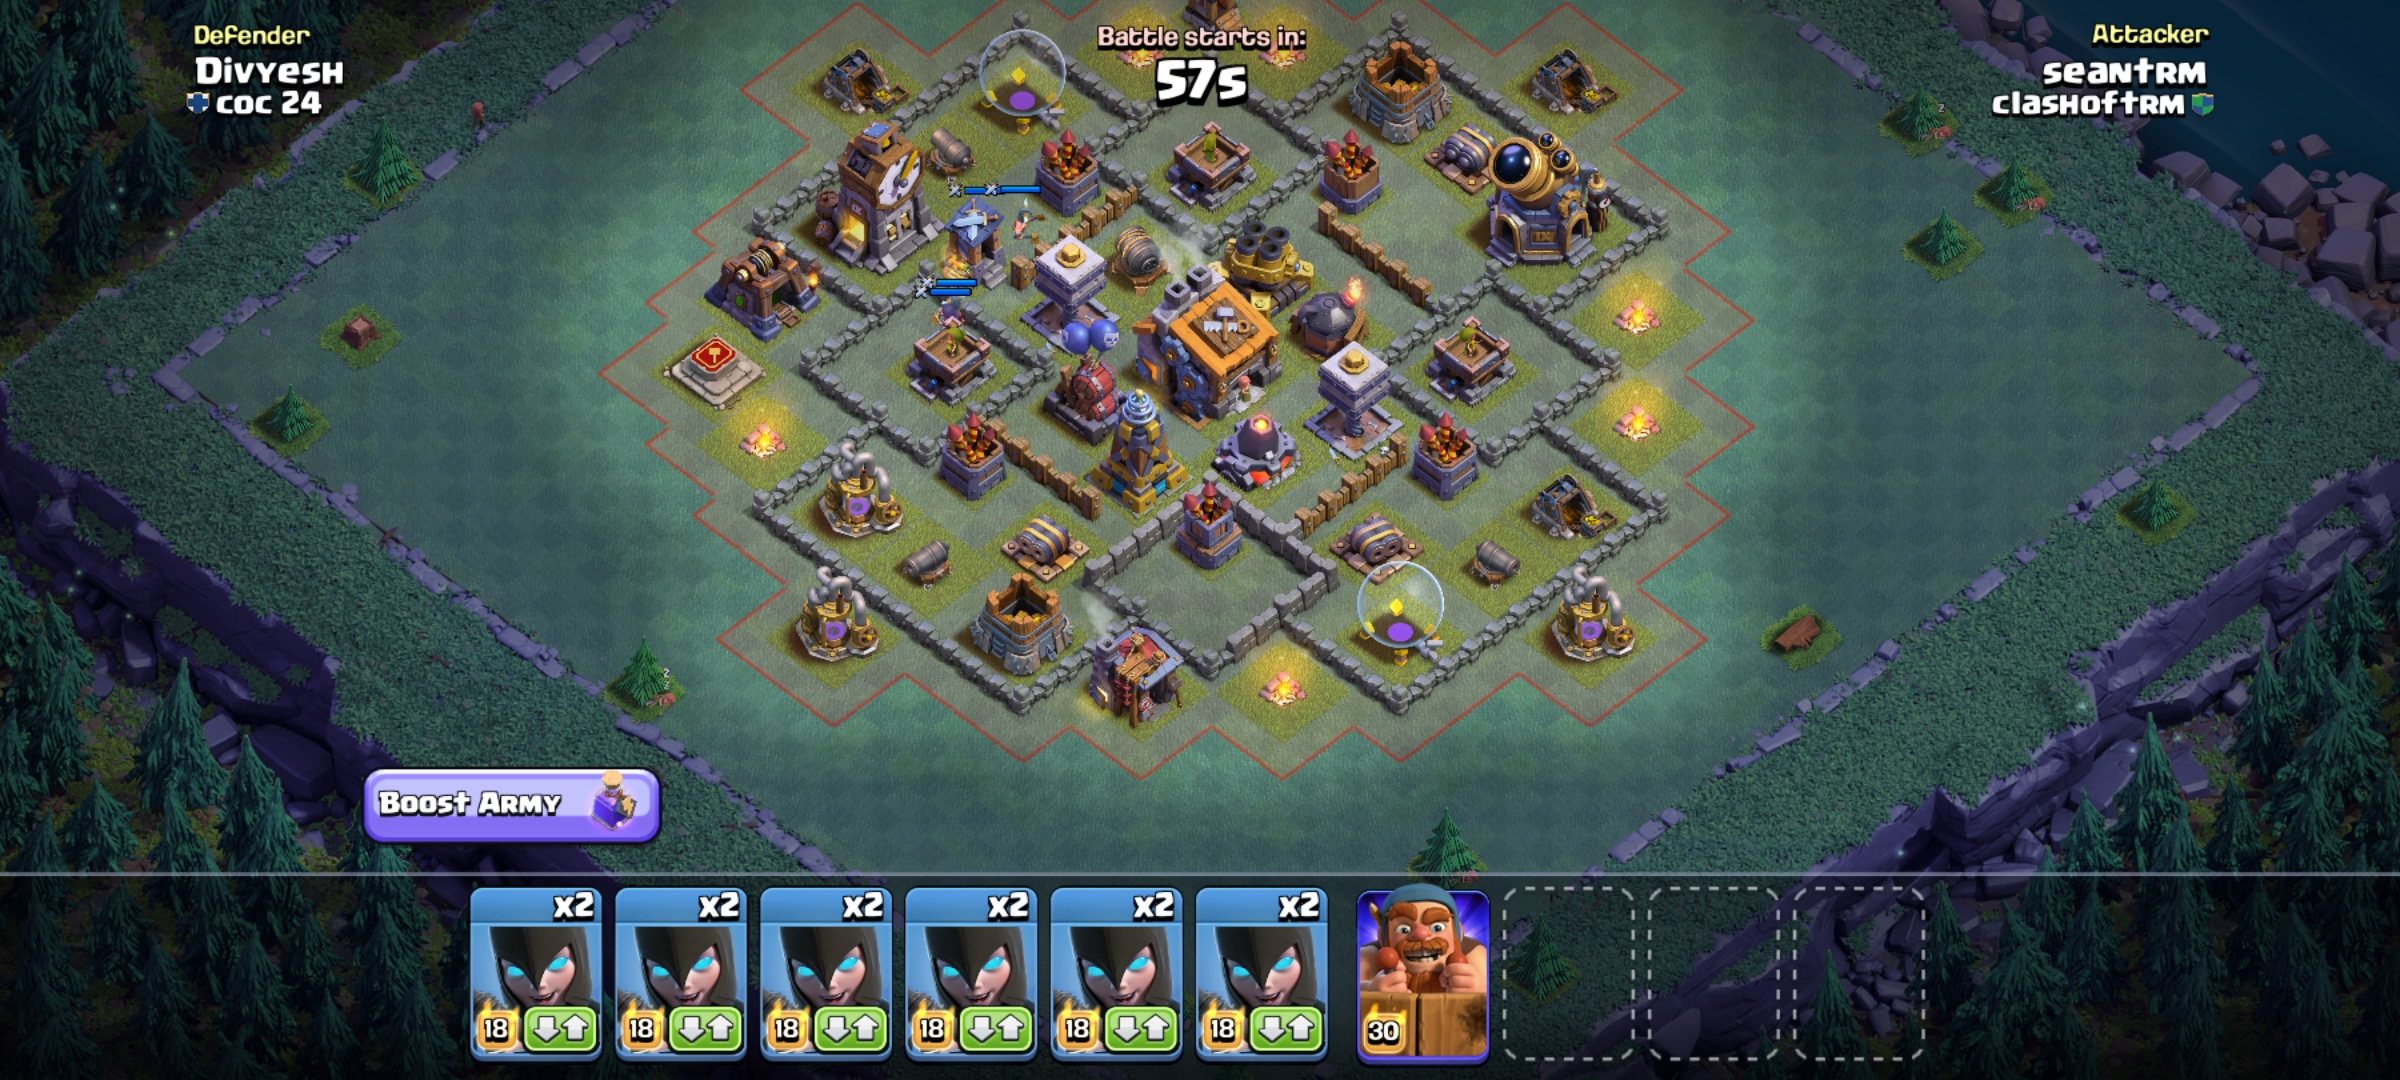 Defender
Divyesh
coc 24
Battle starts in:
57s
Attacker
seantRM
clashoftRM
Boost Army
x2
x2
x2
x2
x2
x2
18
18
18
18
18
18
30